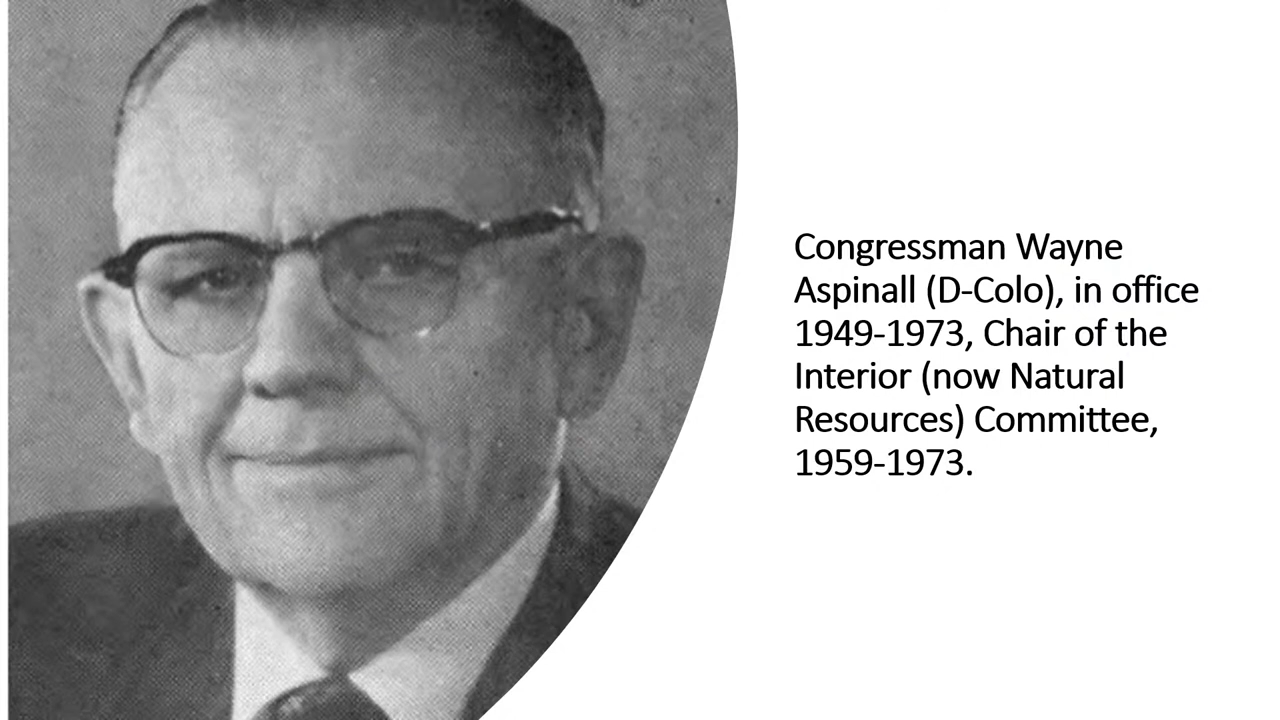 Congressman Wayne
Aspinall (D-Colo), in office
1949-1973, Chair of the
Interior (now Natural
Resources) Committee,
1959-1973.